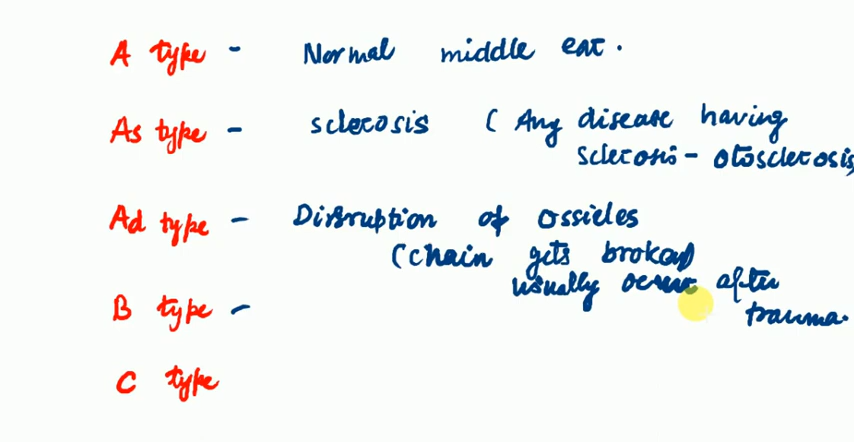 A type - Normal middle ear.
As type - sclerosis ( Any disease having
sclerosis - otosclerosis
Ad type - Disruption of ossicles
(chain gets broken
usually occurs after
trauma.
B type -
C type